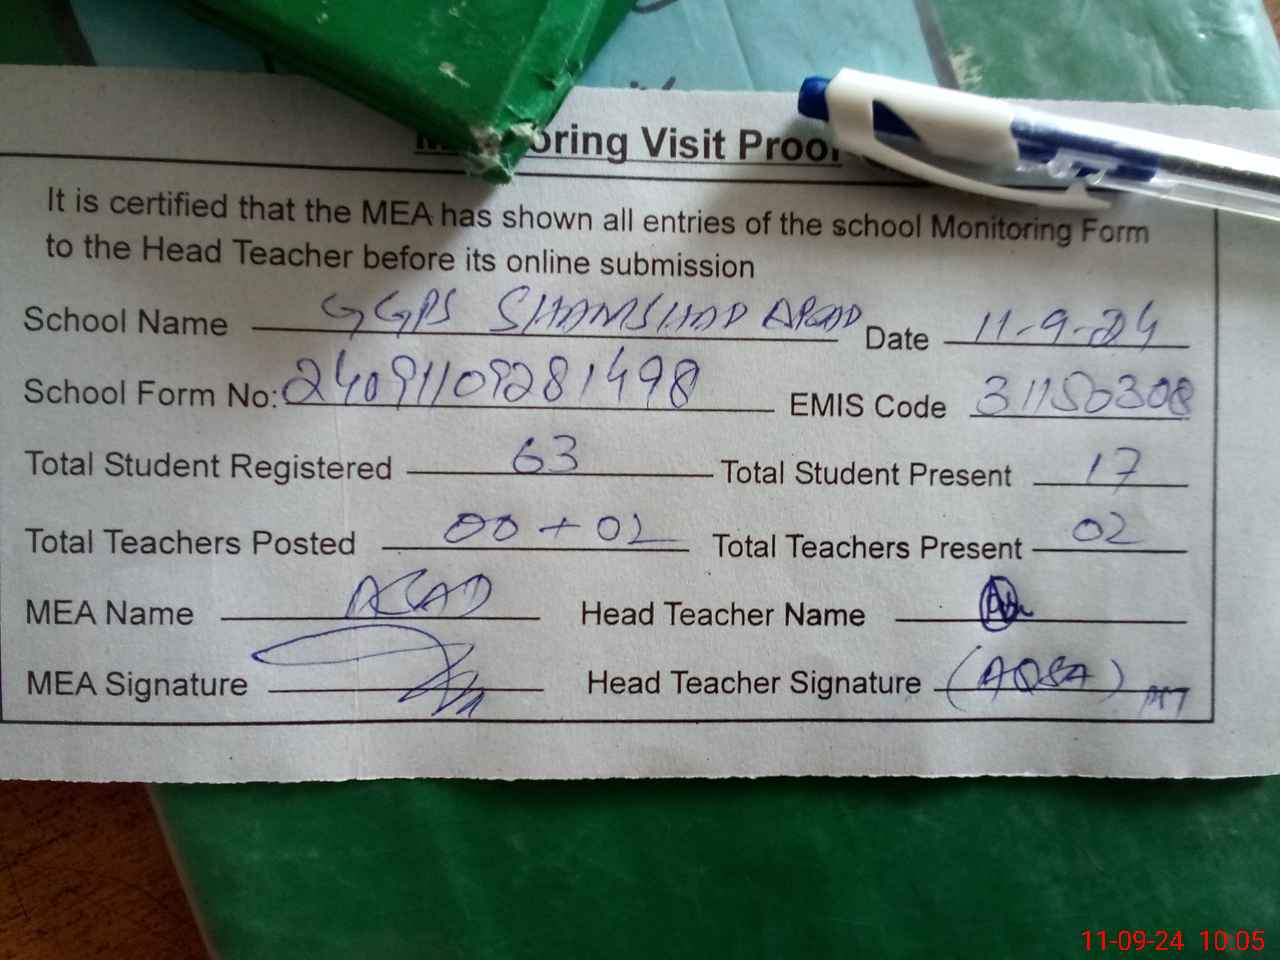 oring Visit Proof
It is certified that the MEA has shown all entries of the school Monitoring Form
to the Head Teacher before its online submission
School Name GGPS SHAMSHAD ABAD Date 11-9-24
School Form No: 24091109281498 EMIS Code 31150308
Total Student Registered 63 Total Student Present 17
Total Teachers Posted 00 + 02 Total Teachers Present 02
MEA Name ASAD Head Teacher Name
MEA Signature Head Teacher Signature (AQSA)
11-09-24 10:05